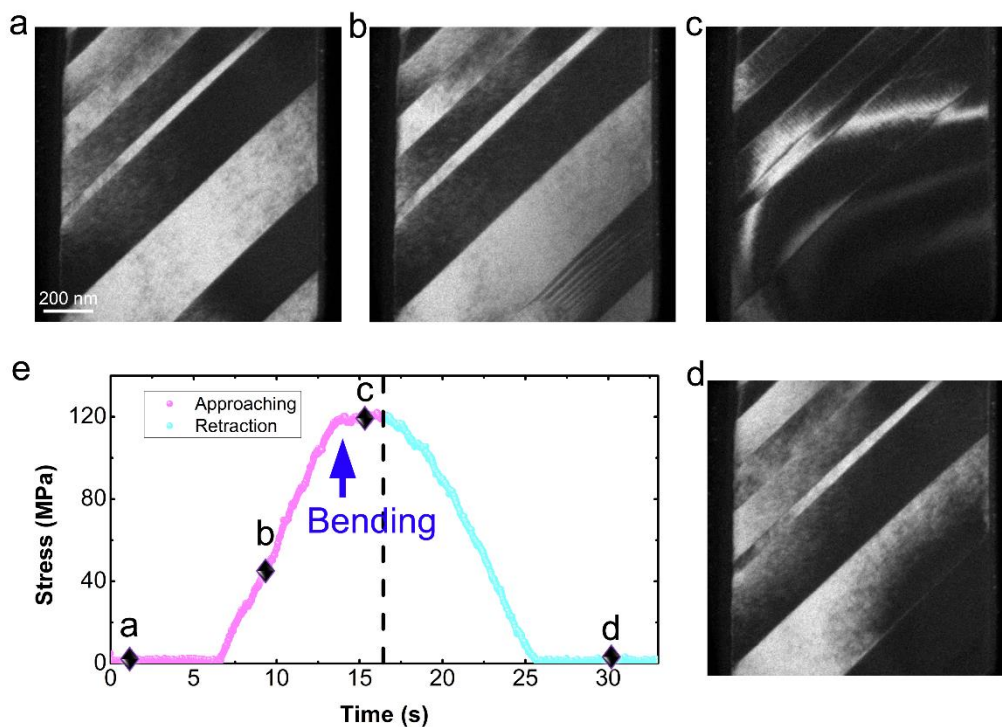 a
b
c
200 nm
e
d
Approaching
Retraction
c
Bending
b
a
d
120
80
40
0
Stress (MPa)
0 5 10 15 20 25 30
Time (s)